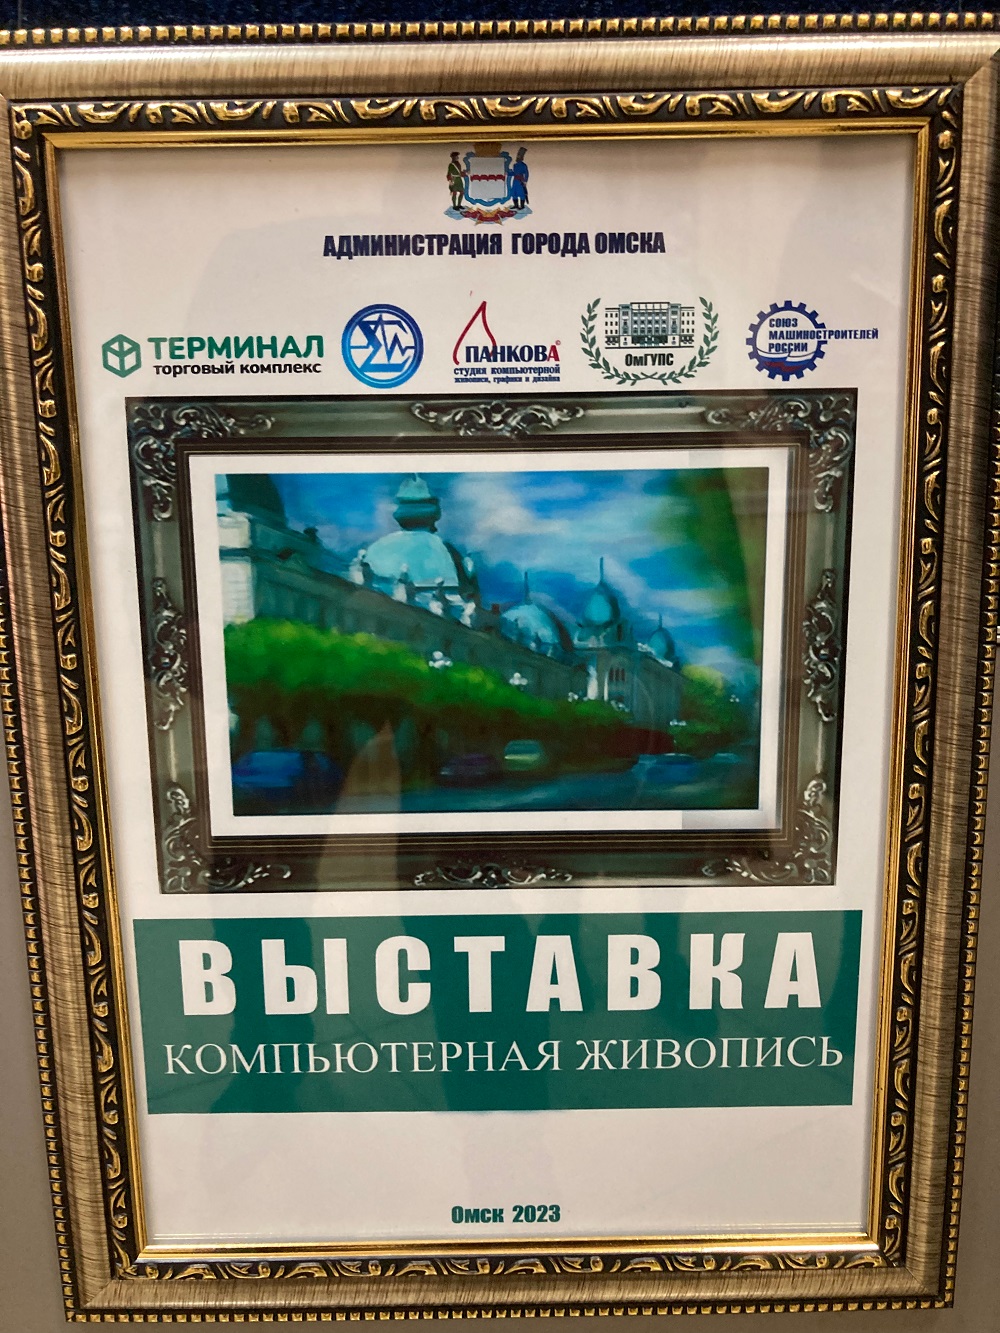 АДМИНИСТРАЦИЯ ГОРОДА ОМСКА
ТЕРМИНАЛ
торговый комплекс
ПАНКОВА
студия компьютерной
живописи, графики и дизайна
ОмГУПС
СОЮЗ
МАШИНОСТРОИТЕЛЕЙ
РОССИИ
ВЫСТАВКА
КОМПЬЮТЕРНАЯ ЖИВОПИСЬ
Омск 2023